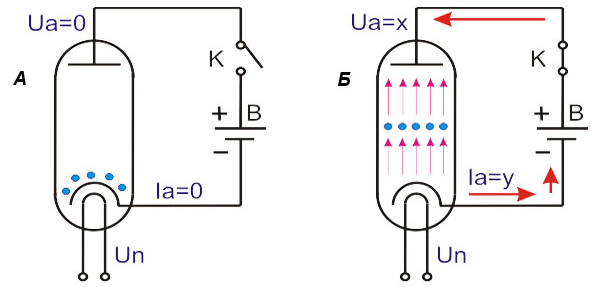 Ua=0
K
А
+ B
−
Ia=0
Un
Ua=x
K
Б
+ B
−
Ia=y
Un